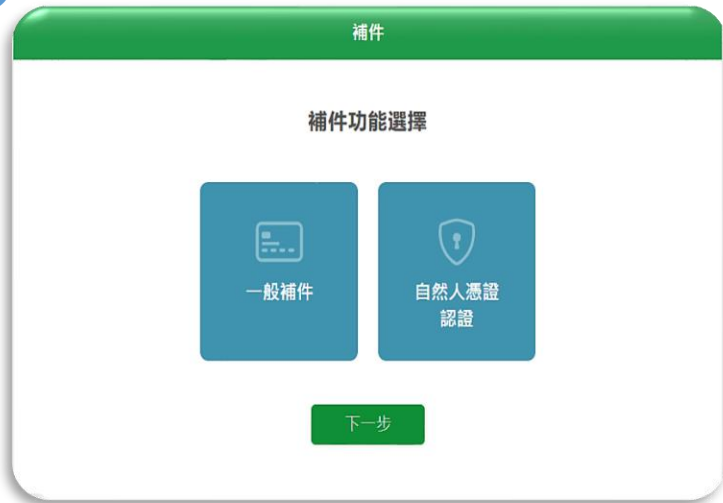 補件
補件功能選擇
一般補件
自然人憑證
認證
下一步